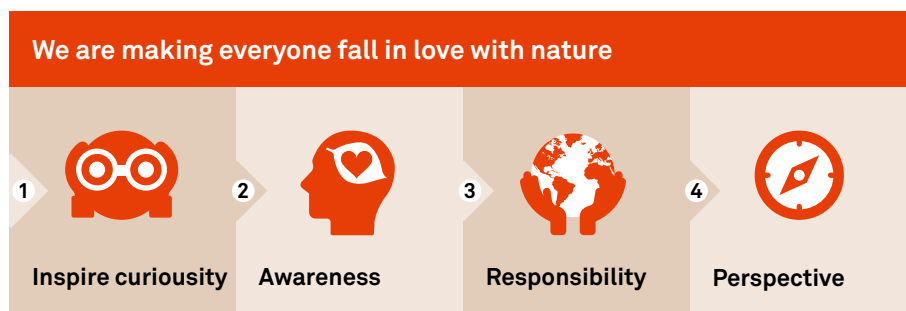 We are making everyone fall in love with nature
1
2
3
4
Inspire curiousity
Awareness
Responsibility
Perspective